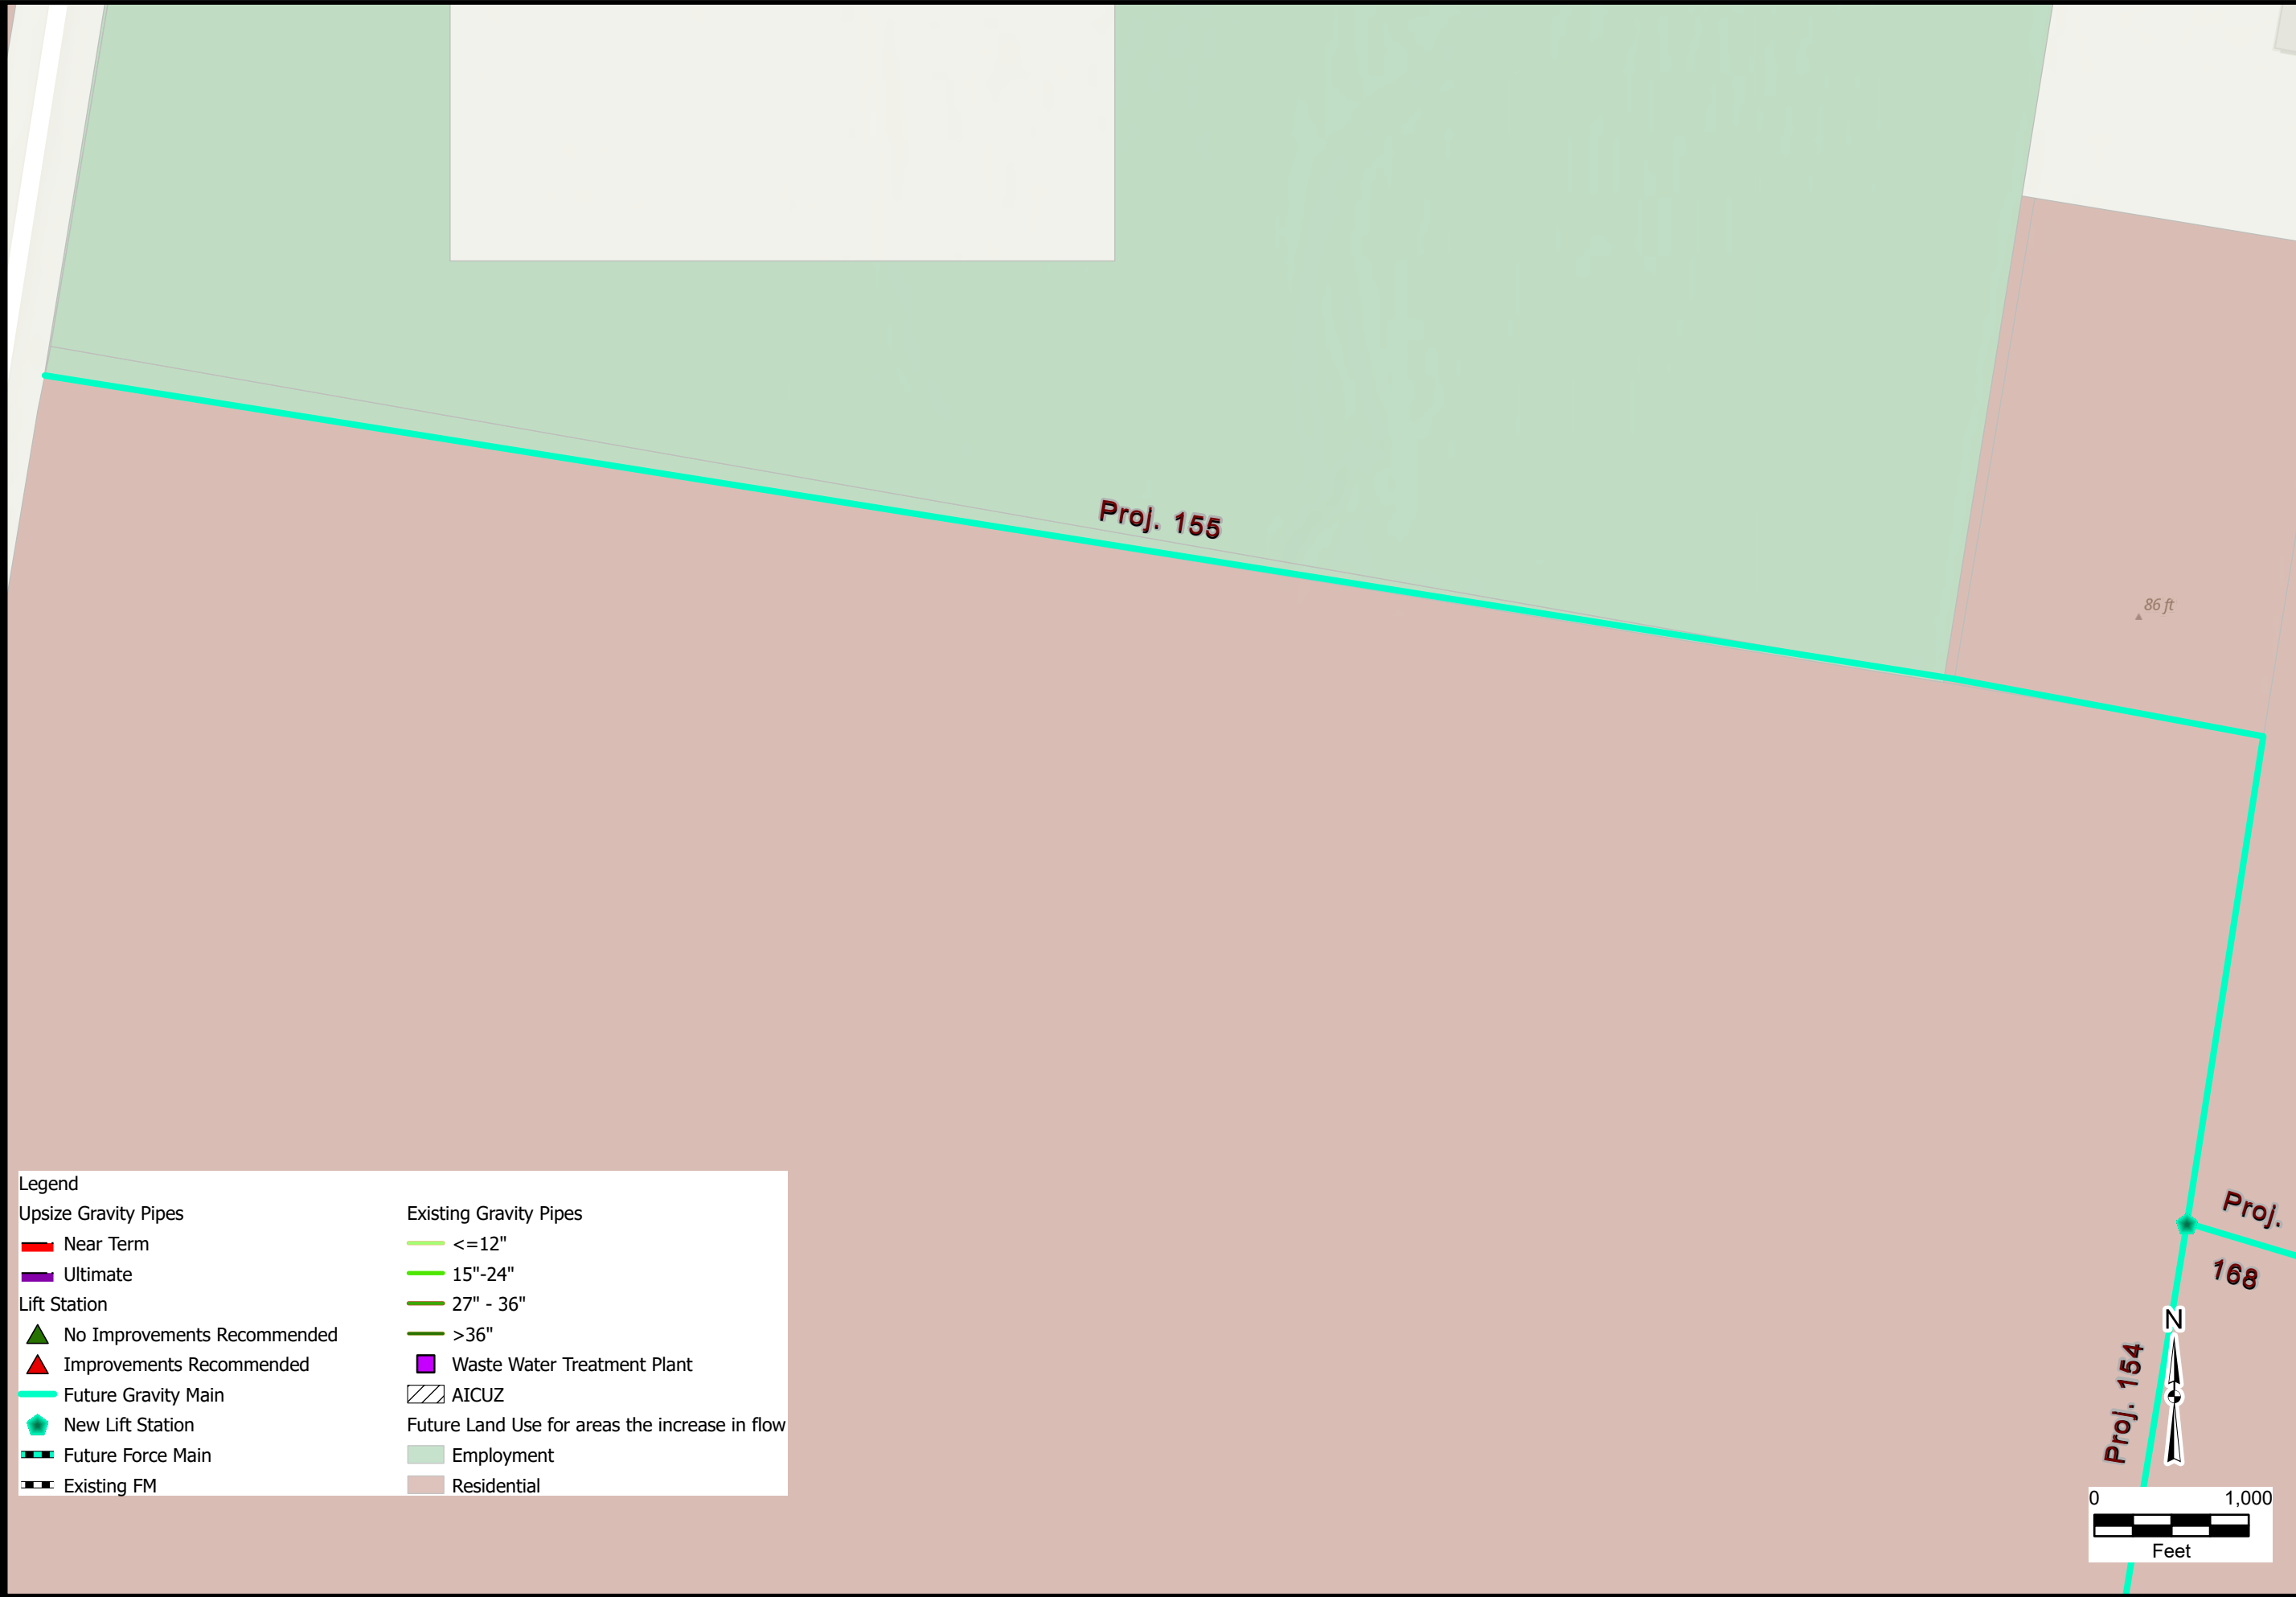 Proj. 155
86 ft
Proj.
168
N
Proj. 154
0 1,000
Feet
Legend
Upsize Gravity Pipes
Near Term
Ultimate
Lift Station
No Improvements Recommended
Improvements Recommended
Future Gravity Main
New Lift Station
Future Force Main
Existing FM
Existing Gravity Pipes
<=12"
15"-24"
27" - 36"
>36"
Waste Water Treatment Plant
AICUZ
Future Land Use for areas the increase in flow
Employment
Residential